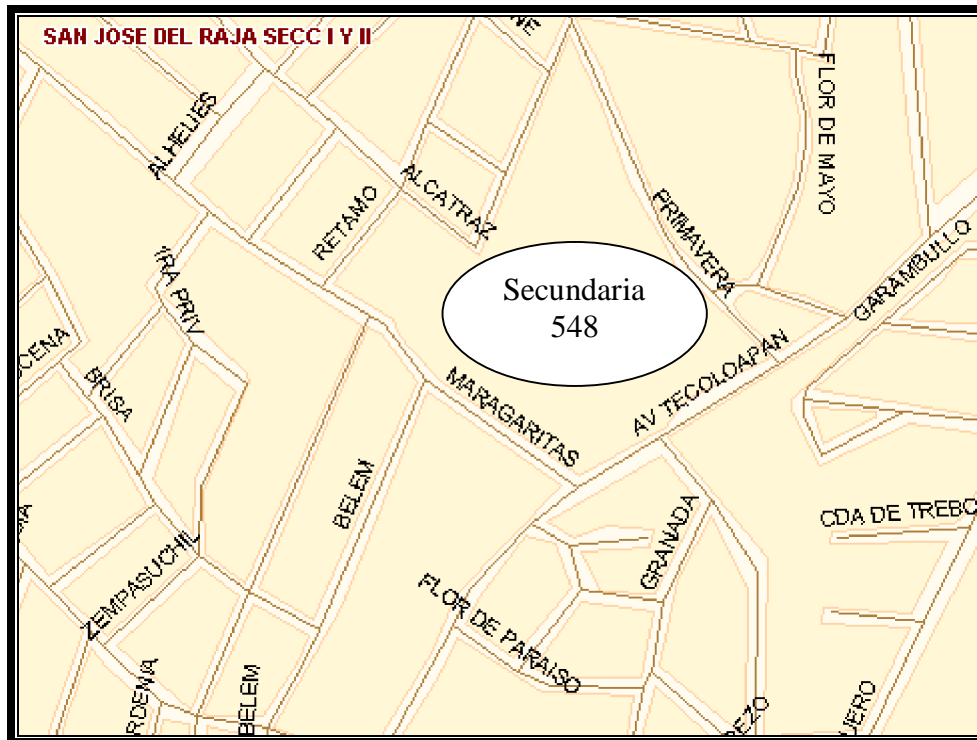 SAN JOSE DEL RAJA SECC I Y II
ALHELIES
RETAMO
ALCATRAZ
PRIMAVERA
FLOR DE MAYO
GARAMBULLO
Secundaria
548
1RA PRIV
BRISA
MARAGARITAS
AV TECOLOAPAN
BELEM
ZEMPASUCHIL
GRANADA
CDA DE TREBO
FLOR DE PARAISO
BELEM